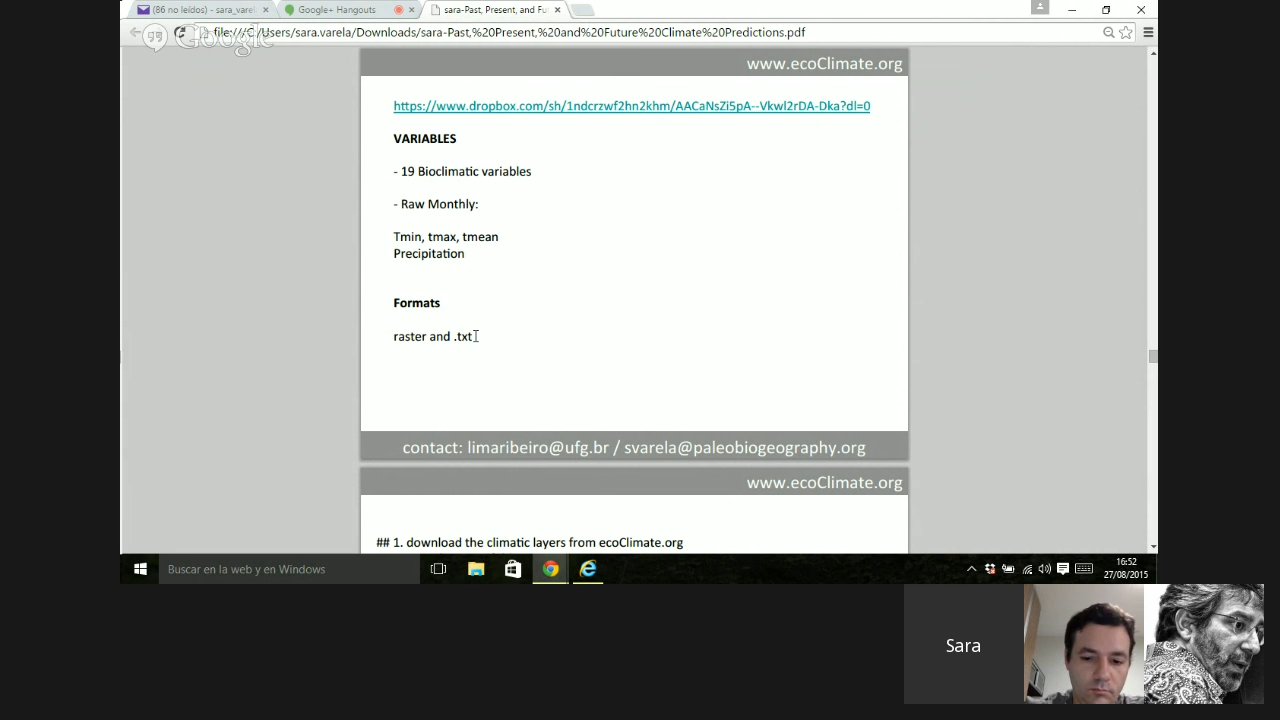 (86 no leídos) - sara_varel
Google+ Hangouts
sara-Past, Present, and Fu
Google
file:///C:/Users/sara.varela/Downloads/sara-Past,%20Present,%20and%20Future%20Climate%20Predictions.pdf
www.ecoClimate.org
https://www.dropbox.com/sh/1ndcrzwf2hn2khm/AACaNsZi5pA--Vkwl2rDA-Dka?dl=0
VARIABLES
- 19 Bioclimatic variables
- Raw Monthly:
Tmin, tmax, tmean
Precipitation
Formats
raster and .txt
contact: limaribeiro@ufg.br / svarela@paleobiogeography.org
www.ecoClimate.org
## 1. download the climatic layers from ecoClimate.org
Buscar en la web y en Windows
16:52
27/08/2015
Sara